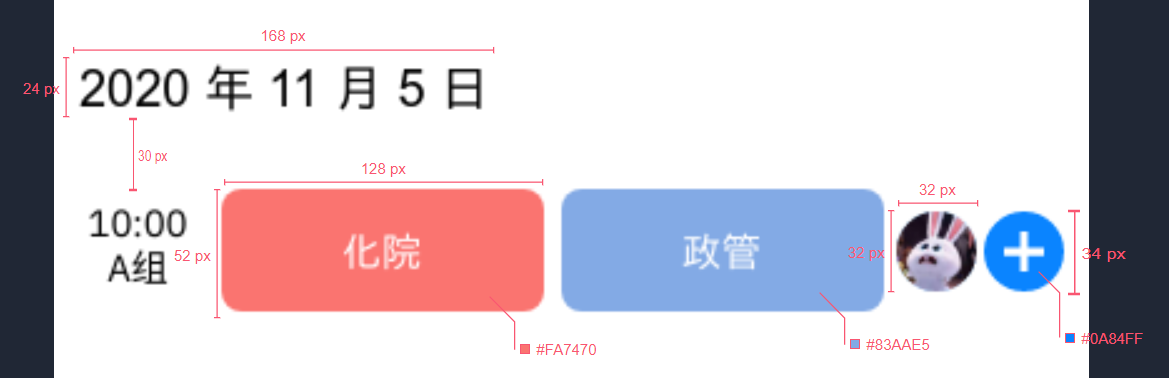 168 px
24 px
2020 年 11 月 5 日
30 px
128 px
32 px
10:00
A组
52 px
化院
政管
32 px
34 px
#FA7470
#83AAE5
#0A84FF